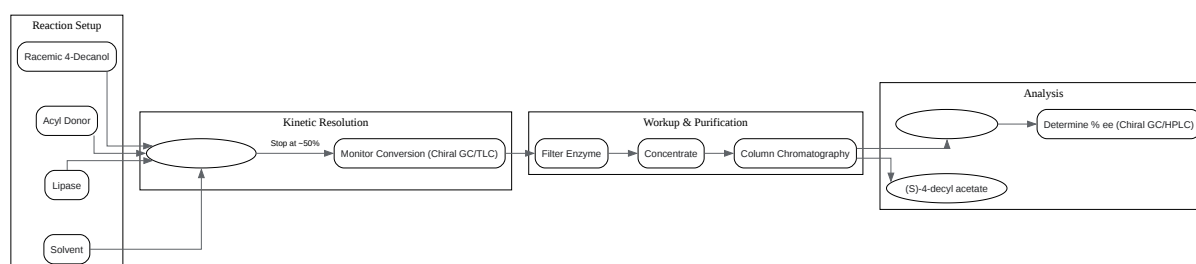 Reaction Setup
Racemic 4-Decanol
Acyl Donor
Lipase
Solvent
Kinetic Resolution
Stop at ~50%
Monitor Conversion (Chiral GC/TLC)
Workup & Purification
Filter Enzyme
Concentrate
Column Chromatography
Analysis
Determine % ee (Chiral GC/HPLC)
(S)-4-decyl acetate